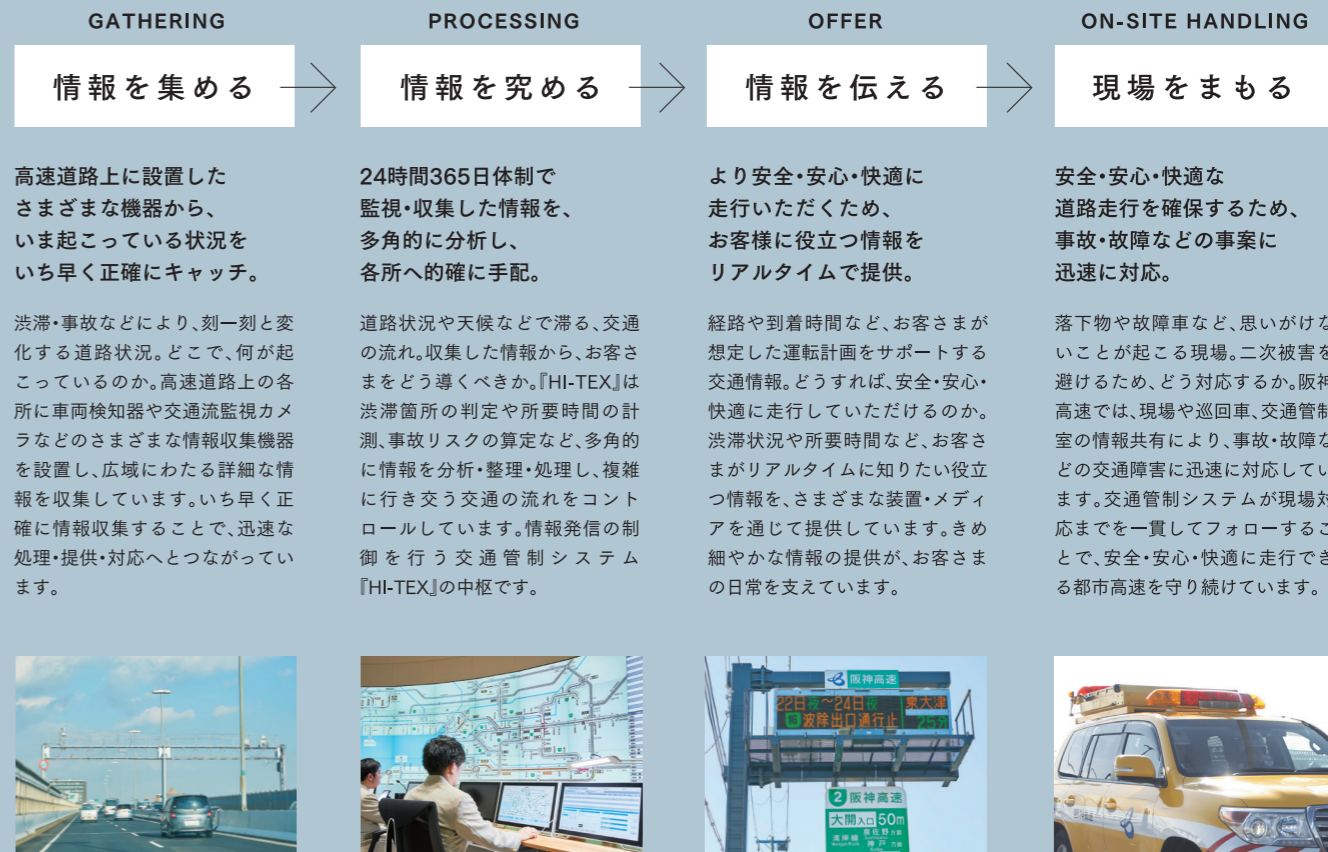 GATHERING
情報を集める
高速道路上に設置した
さまざまな機器から、
いま起こっている状況を
いち早く正確にキャッチ。
渋滞・事故などにより、刻一刻と変
化する道路状況。どこで、何が起
こっているのか。高速道路上の各
所に車両検知器や交通流監視カメ
ラなどのさまざまな情報収集機器
を設置し、広域にわたる詳細な情
報を収集しています。いち早く正
確に情報収集することで、迅速な
処理・提供・対応へとつながってい
ます。
PROCESSING
情報を究める
24時間365日体制で
監視・収集した情報を、
多角的に分析し、
各所へ的確に手配。
道路状況や天候などで滞る、交通
の流れ。収集した情報から、お客さ
まをどう導くべきか。『HI-TEX』は
渋滞箇所の判定や所要時間の計
測、事故リスクの算定など、多角的
に情報を分析・整理・処理し、複雑
に行き交う交通の流れをコント
ロールしています。情報発信の制
御を行う交通管制システム
『HI-TEX』の中枢です。
OFFER
情報を伝える
より安全・安心・快適に
走行いただくため、
お客様に役立つ情報を
リアルタイムで提供。
経路や到着時間など、お客さまが
想定した運転計画をサポートする
交通情報。どうすれば、安全・安心・
快適に走行していただけるのか。
渋滞状況や所要時間など、お客さ
まがリアルタイムに知りたい役立
つ情報を、さまざまな装置・メディ
アを通じて提供しています。きめ
細やかな情報の提供が、お客さま
の日常を支えています。
阪神高速
22日夜~24日夜 東大津
波除出口通行止 25分
2 阪神高速
大開入口 50m
湾岸線 泉佐野方面
神戸方面
ON-SITE HANDLING
現場をまもる
安全・安心・快適な
道路走行を確保するため、
事故・故障などの事案に
迅速に対応。
落下物や故障車など、思いがけな
いことが起こる現場。二次被害を
避けるため、どう対応するか。阪神
高速では、現場や巡回車、交通管制
室の情報共有により、事故・故障な
どの交通障害に迅速に対応してい
ます。交通管制システムが現場対
応までを一貫してフォローするこ
とで、安全・安心・快適に走行でき
る都市高速を守り続けています。